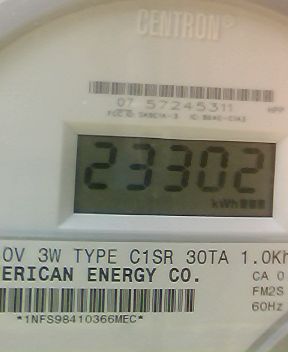 CENTRON®
07 57245311
HPP
23302
kWh
0V 3W TYPE C1SR 30TA 1.0Kh
ERICAN ENERGY CO.
CA 0
FM2S
60Hz
*1NFS98410366MEC*